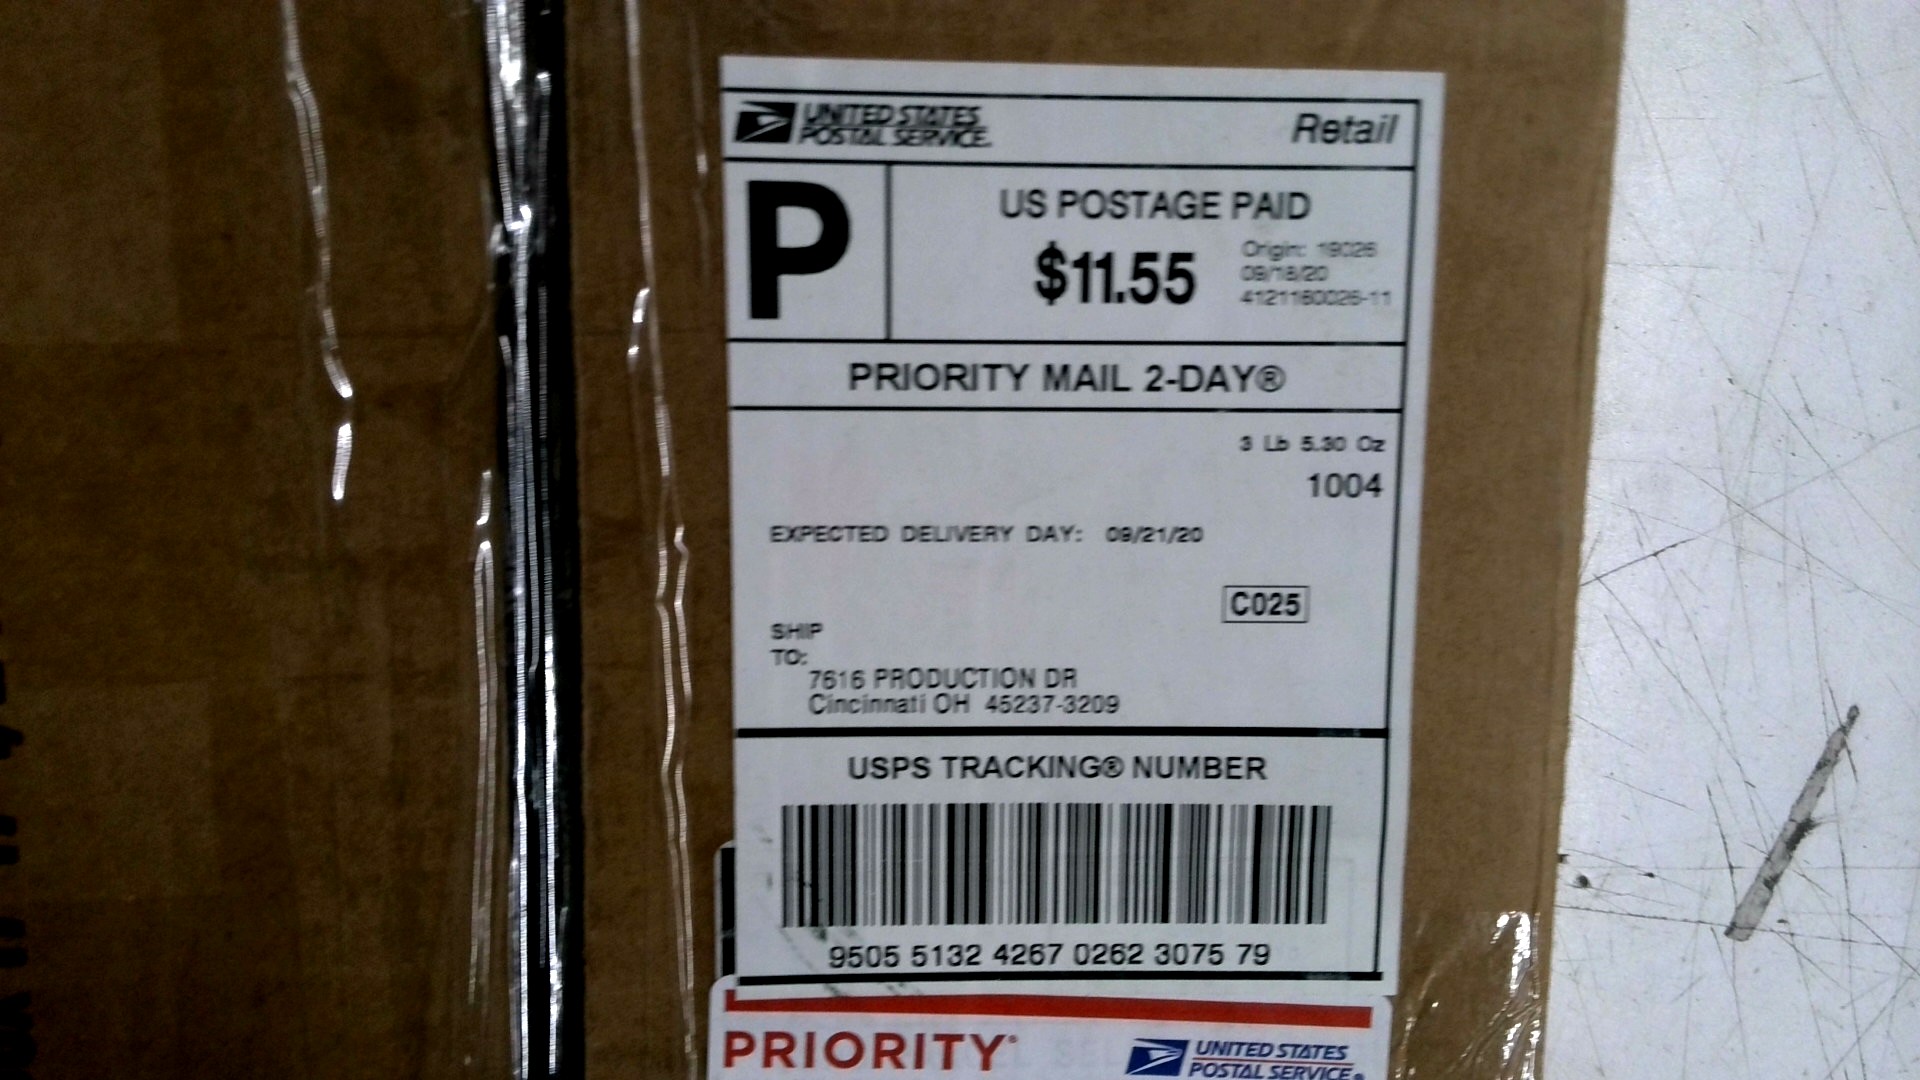 UNITED STATES
POSTAL SERVICE.
Retail
P
US POSTAGE PAID
$11.55
Origin: 19026
09/18/20
4121160026-11
PRIORITY MAIL 2-DAY®
3 Lb 5.30 Oz
1004
EXPECTED DELIVERY DAY: 09/21/20
C025
SHIP
TO:
7616 PRODUCTION DR
Cincinnati OH 45237-3209
USPS TRACKING® NUMBER
9505 5132 4267 0262 3075 79
PRIORITY
UNITED STATES
POSTAL SERVICE®